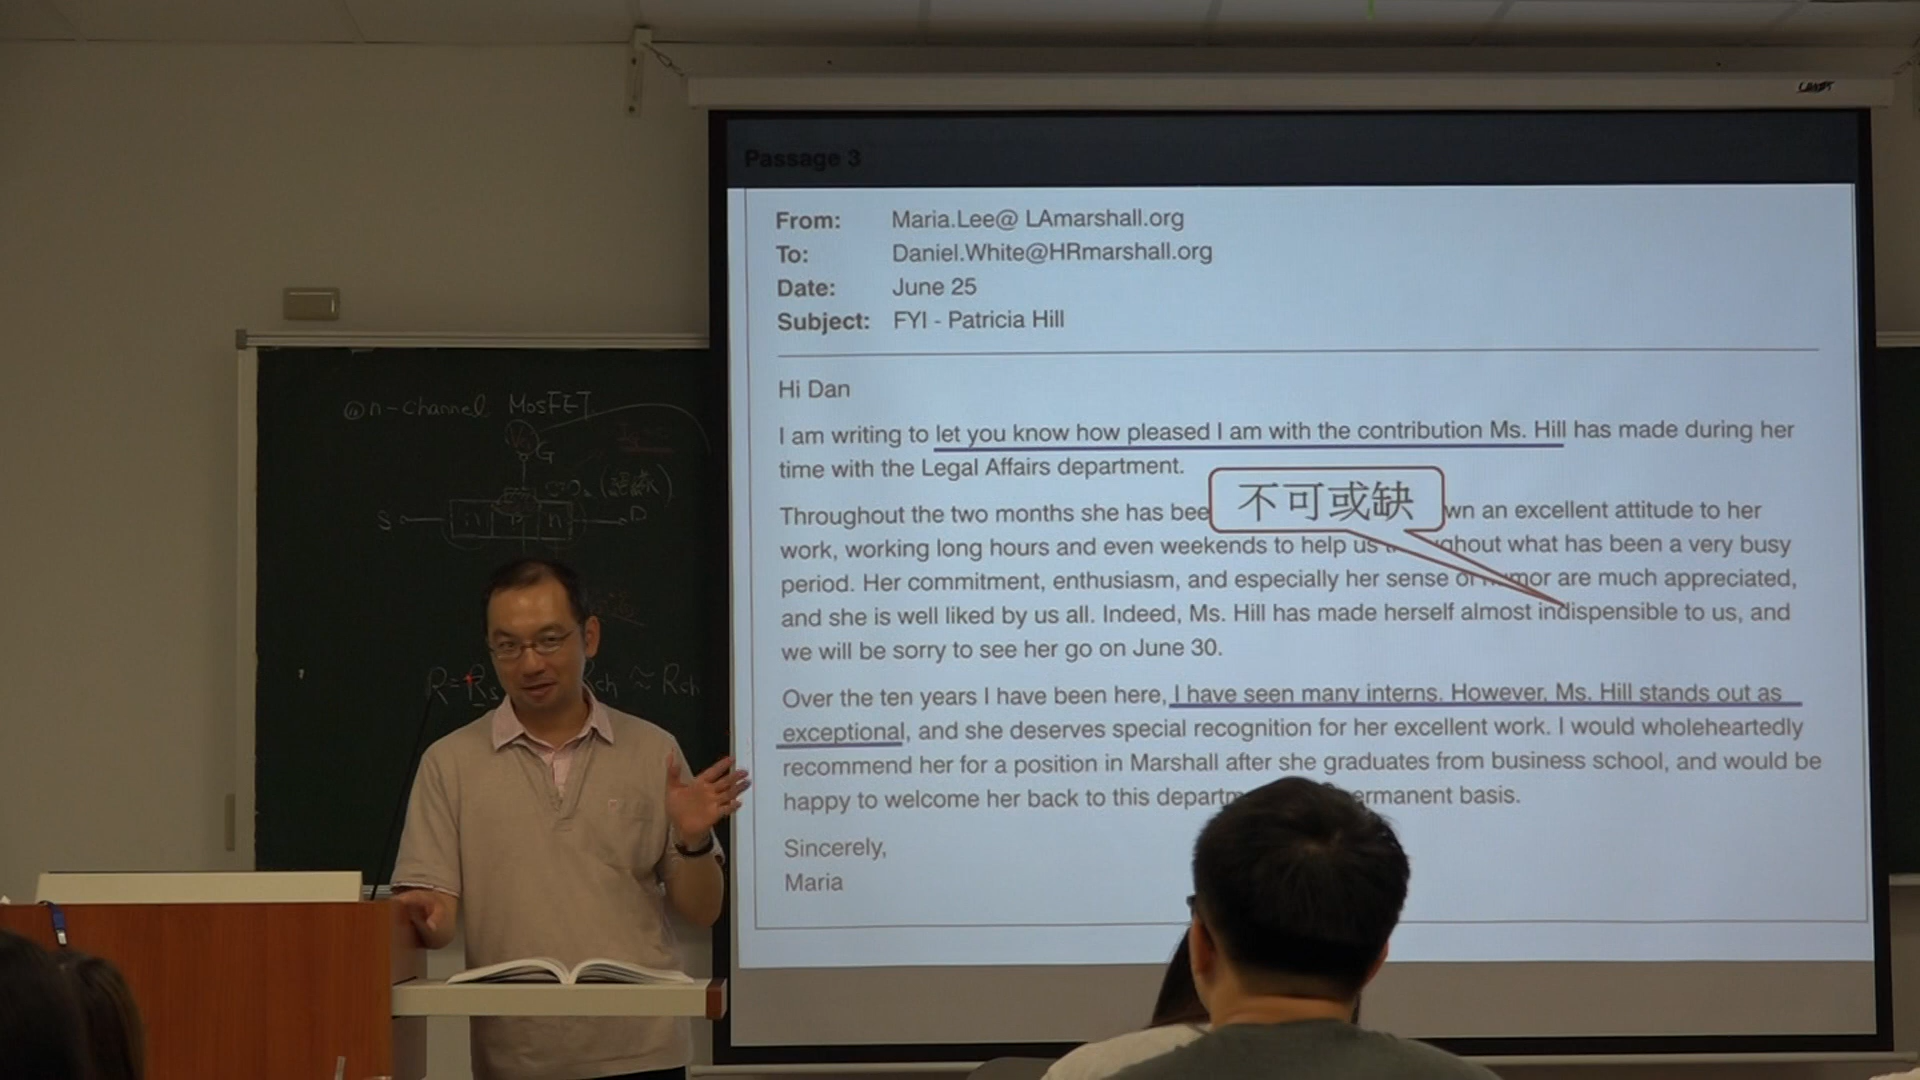 Passage 3
From: Maria.Lee@ LAmarshall.org
To: Daniel.White@HRmarshall.org
Date: June 25
Subject: FYI - Patricia Hill
Hi Dan
I am writing to let you know how pleased I am with the contribution Ms. Hill has made during her
time with the Legal Affairs department.
不可或缺
Throughout the two months she has bee wn an excellent attitude to her
work, working long hours and even weekends to help us ghout what has been a very busy
period. Her commitment, enthusiasm, and especially her sense of humor are much appreciated,
and she is well liked by us all. Indeed, Ms. Hill has made herself almost indispensible to us, and
we will be sorry to see her go on June 30.
Over the ten years I have been here, I have seen many interns. However, Ms. Hill stands out as
exceptional, and she deserves special recognition for her excellent work. I would wholeheartedly
recommend her for a position in Marshall after she graduates from business school, and would be
happy to welcome her back to this depart ermanent basis.
Sincerely,
Maria
@n-channel MosFET
G
S n P n D
R=Rs Rch ≈ Rch